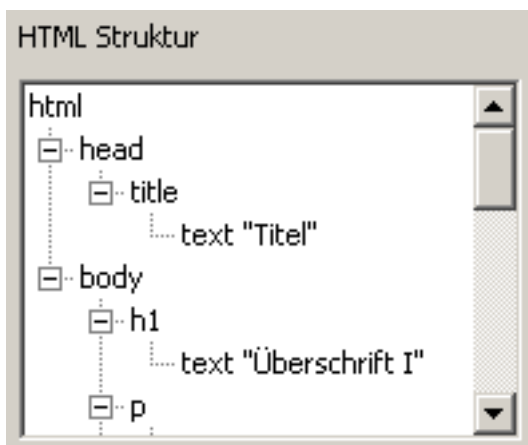 HTML Struktur
html
head
title
text "Titel"
body
h1
text "Überschrift I"
p